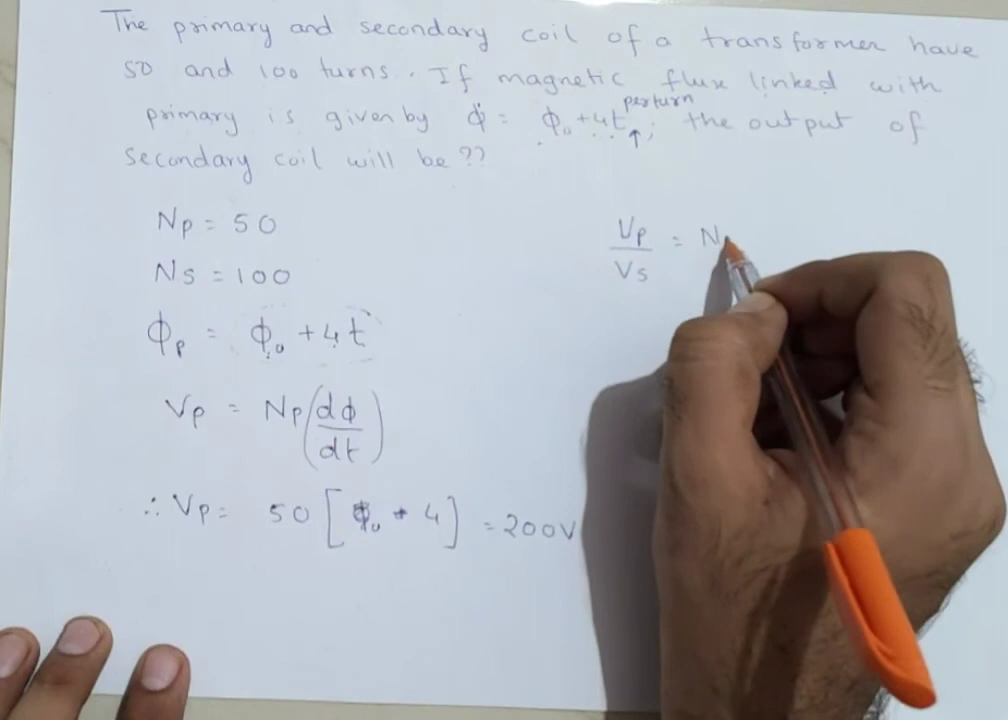 The primary and secondary coil of a transformer have
50 and 100 turns. If magnetic flux linked with
primary is given by ϕ = ϕ₀ + 4t per turn ↑; the output of
secondary coil will be ??
Np = 50
Ns = 100
ϕp = ϕ₀ + 4t
Vp = Np (dϕ/dt)
∴ Vp = 50 [ 4 ] = 200V
Vp/Vs = N